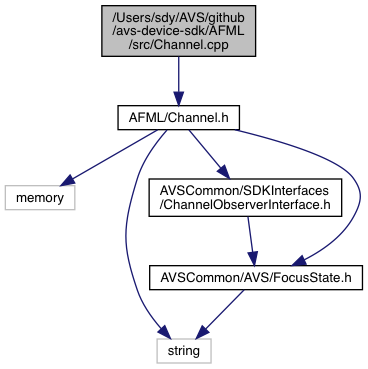 /Users/sdy/AVS/github
/avs-device-sdk/AFML
/src/Channel.cpp
AFML/Channel.h
memory
AVSCommon/SDKInterfaces
/ChannelObserverInterface.h
AVSCommon/AVS/FocusState.h
string